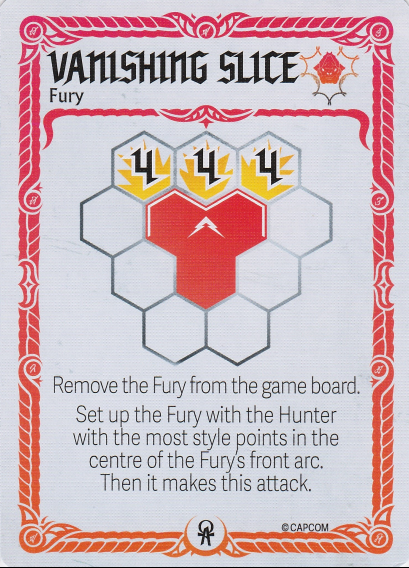 VANISHING SLICE
Fury
4 4 4
Remove the Fury from the game board.
Set up the Fury with the Hunter
with the most style points in the
centre of the Fury's front arc.
Then it makes this attack.
© CAPCOM